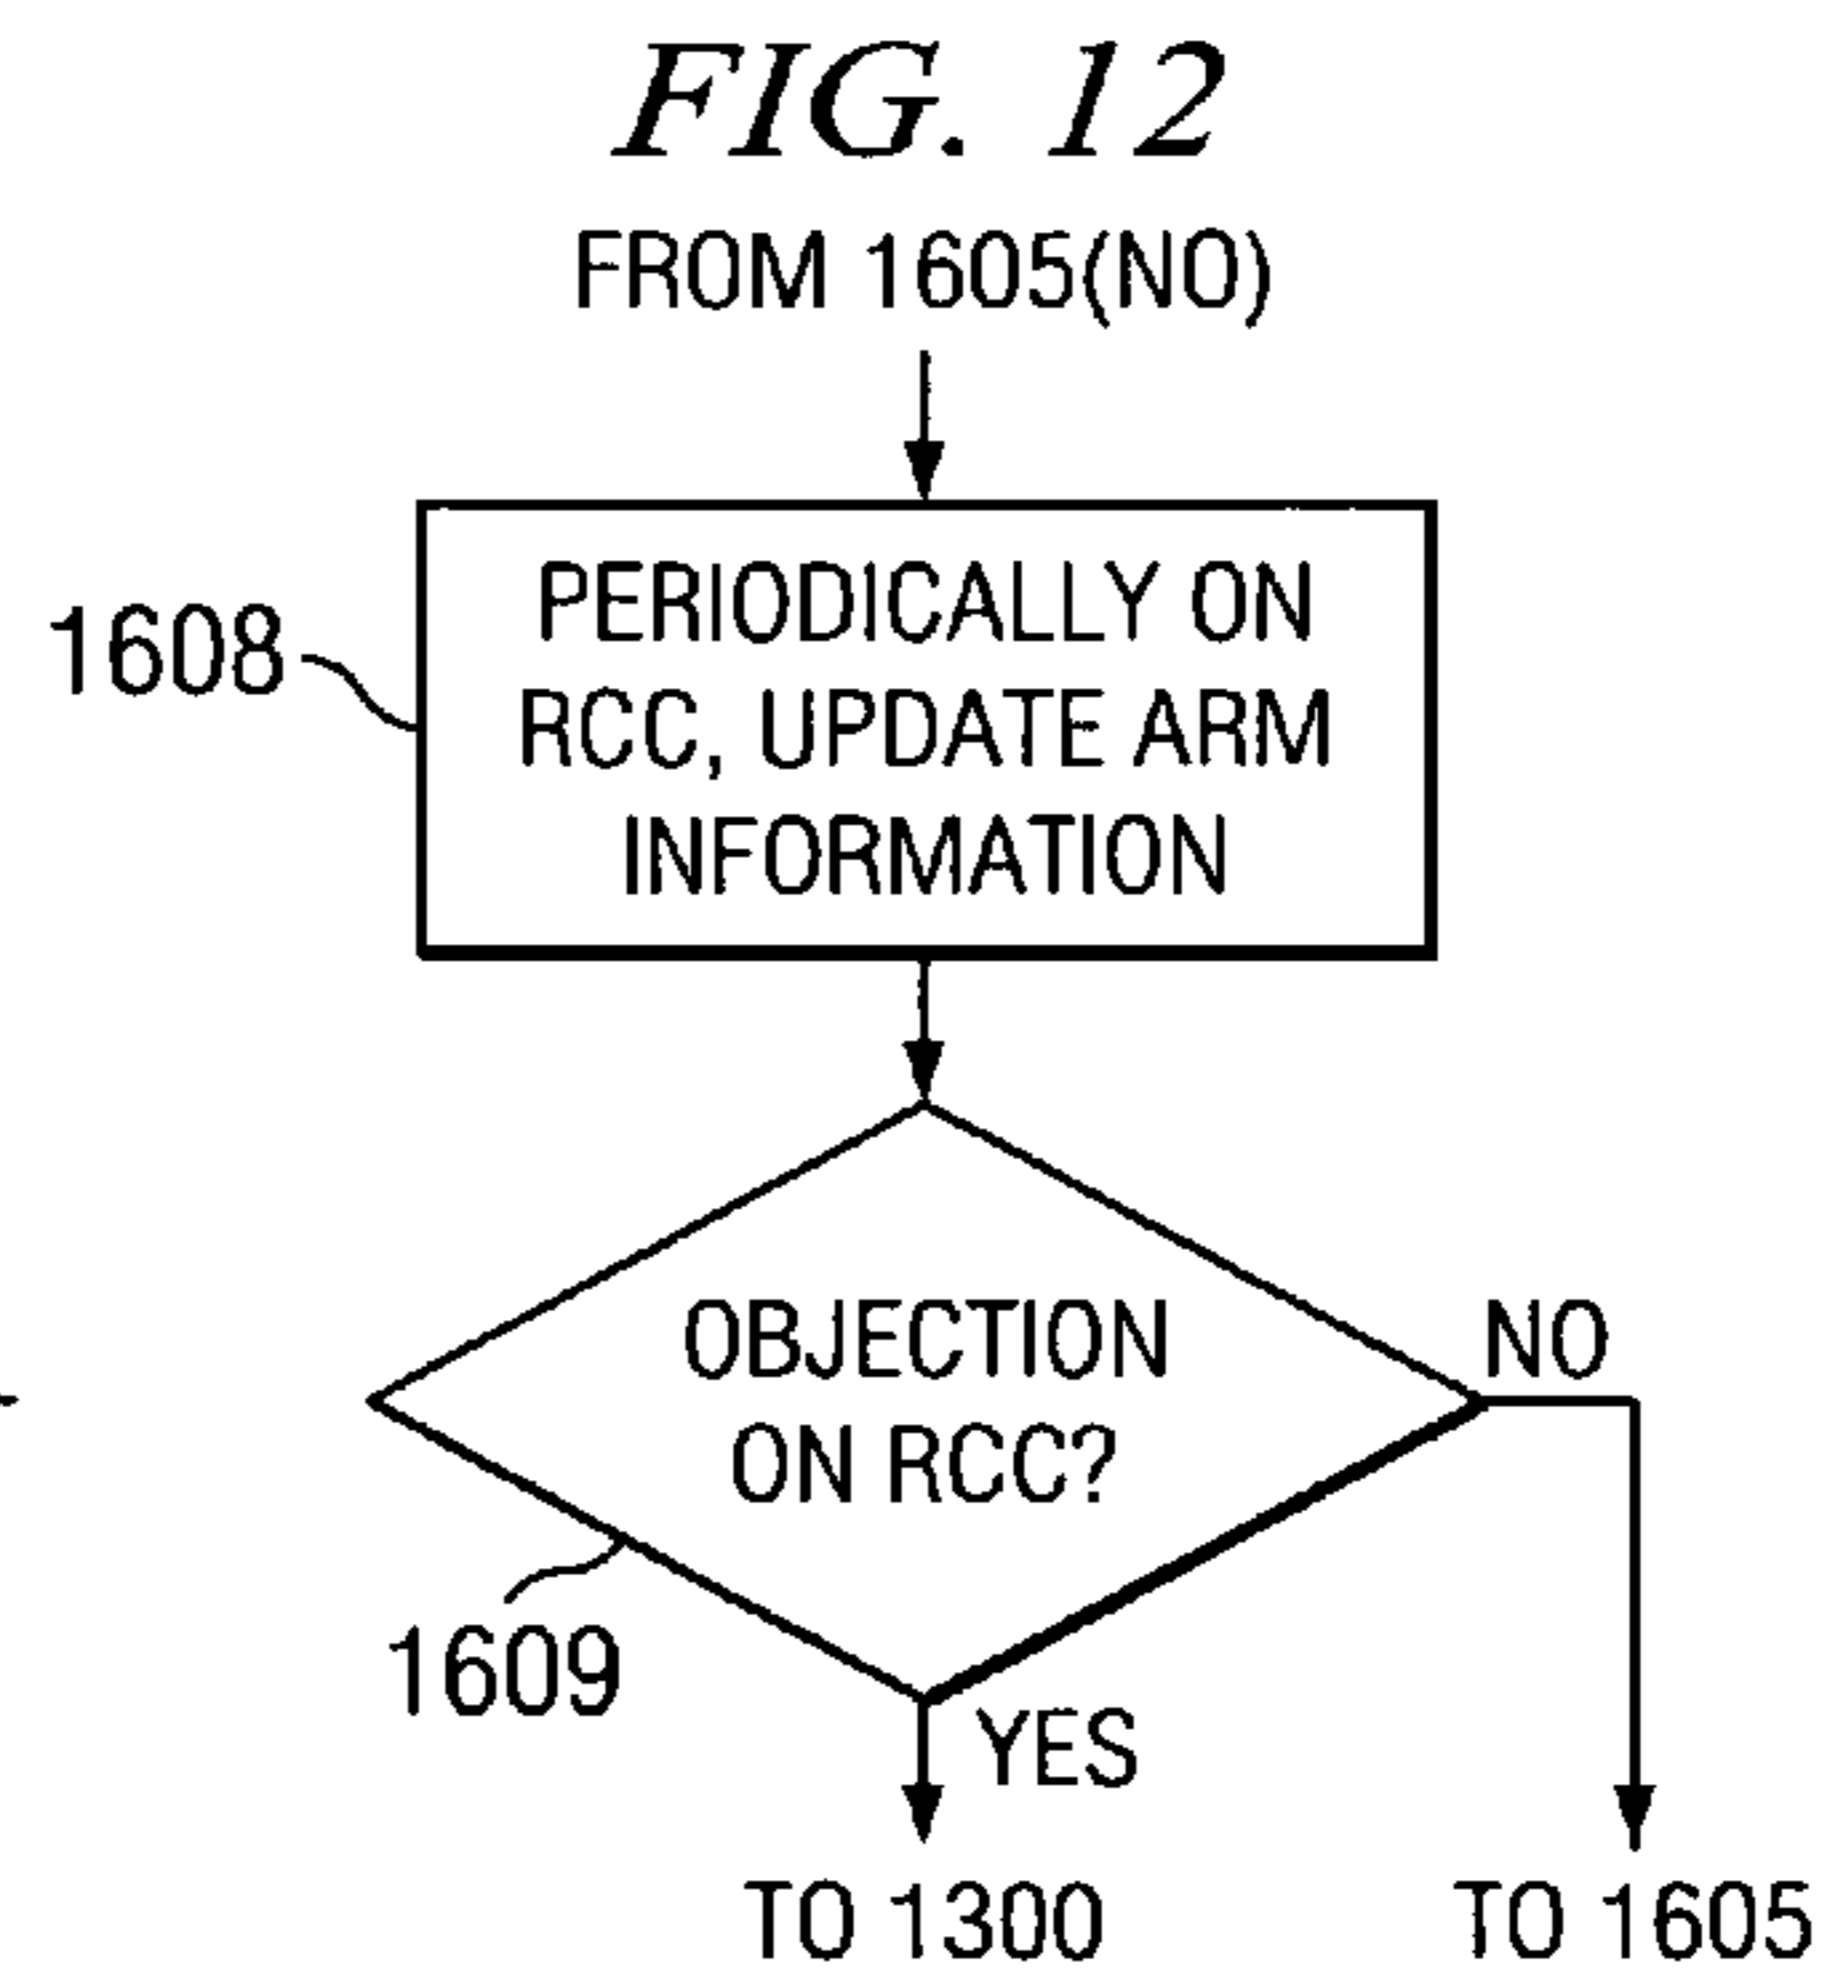 FIG. 12
FROM 1605(NO)
1608
PERIODICALLY ON
RCC, UPDATE ARM
INFORMATION
OBJECTION
ON RCC?
NO
1609
YES
TO 1300
TO 1605